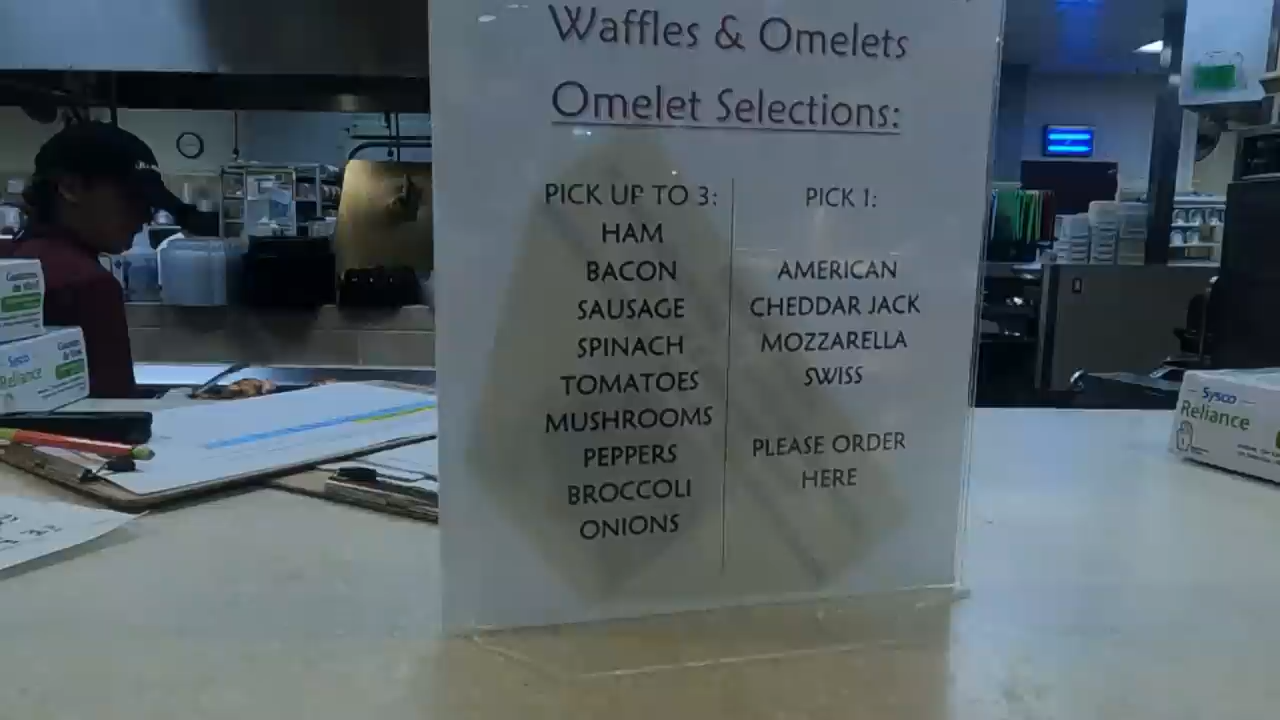 Waffles & Omelets
Omelet Selections:
PICK UP TO 3:
HAM
BACON
SAUSAGE
SPINACH
TOMATOES
MUSHROOMS
PEPPERS
BROCCOLI
ONIONS
PICK 1:
AMERICAN
CHEDDAR JACK
MOZZARELLA
SWISS
PLEASE ORDER
HERE
Sysco
Reliance
Sysco
Reliance